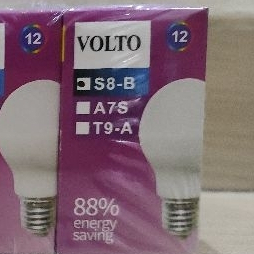 12
VOLTO
12
S8-B
A7S
T9-A
88%
energy
saving